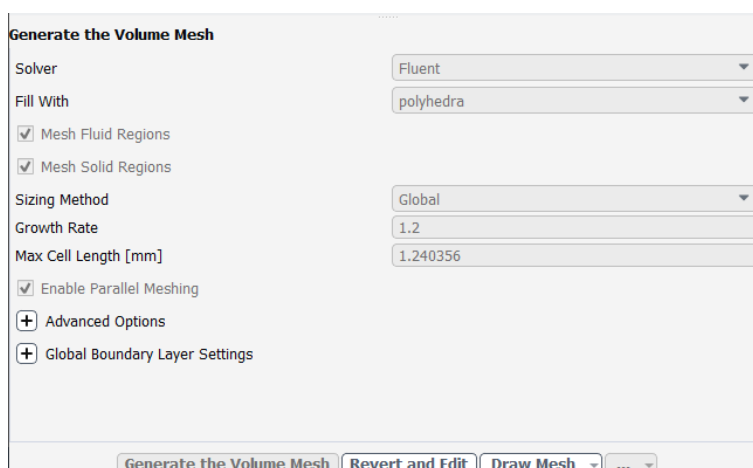 Generate the Volume Mesh
Solver Fluent
Fill With polyhedra
Mesh Fluid Regions
Mesh Solid Regions
Sizing Method Global
Growth Rate 1.2
Max Cell Length [mm] 1.240356
Enable Parallel Meshing
Advanced Options
Global Boundary Layer Settings
Generate the Volume Mesh Revert and Edit Draw Mesh ...